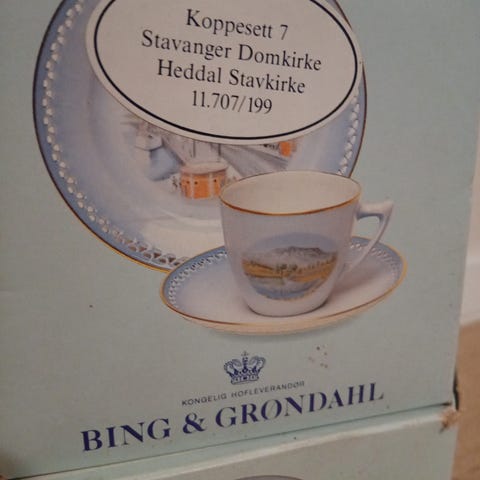 Koppesett 7
Stavanger Domkirke
Heddal Stavkirke
11.707/199
KONGELIG HOFLEVERANDØR
BING & GRØNDAHL